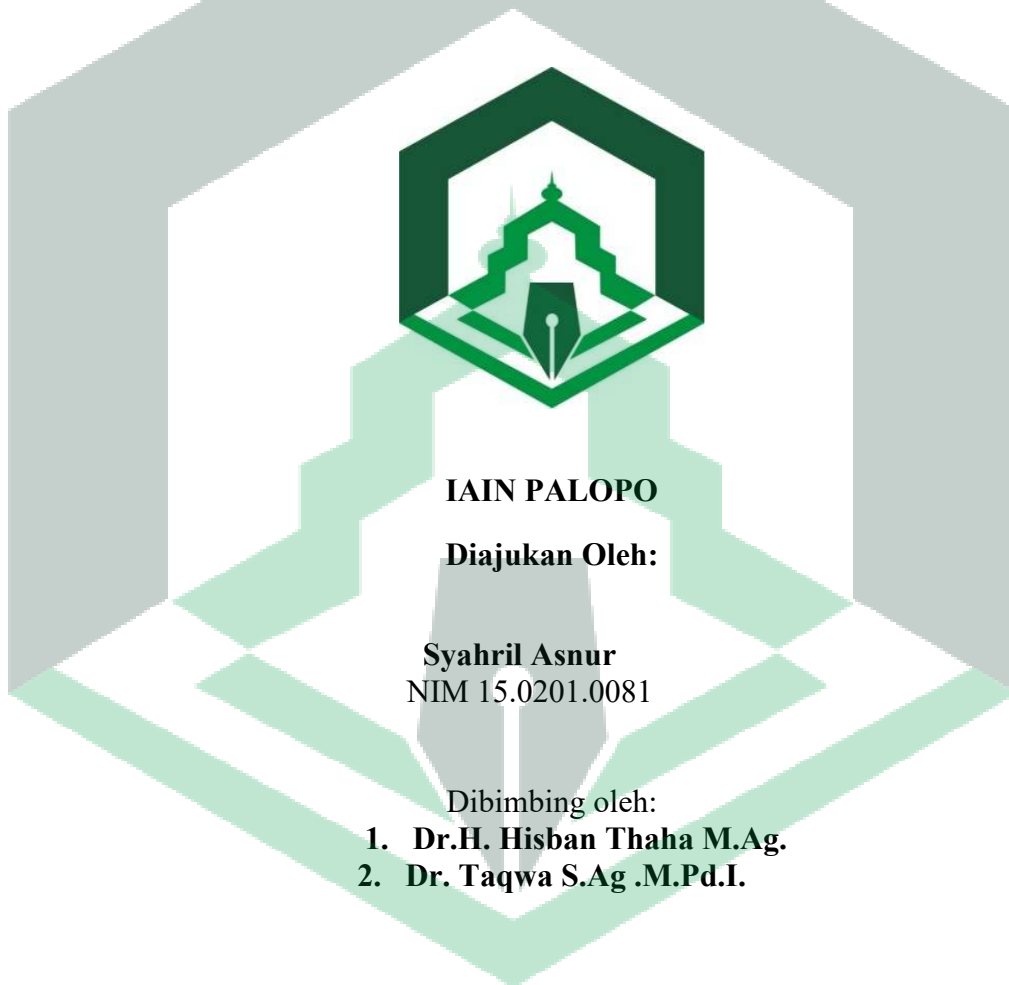 IAIN PALOPO
Diajukan Oleh:
Syahril Asnur
NIM 15.0201.0081
Dibimbing oleh:
1. Dr.H. Hisban Thaha M.Ag.
2. Dr. Taqwa S.Ag .M.Pd.I.